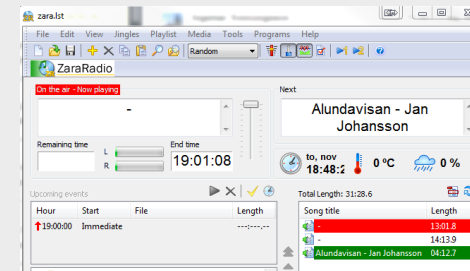 zara.lst
File Edit View Jingles Playlist Media Tools Programs Help
Random
ZaraRadio
On the air - Now playing
-
Next
Alundavisan - Jan
Johansson
Remaining time
L
R
End time
19:01:08
to, nov
18:48:2
0 ºC
0 %
Upcoming events
Total Length: 31:28.6
Hour Start File Length
19:00:00 Immediate ---:---,--
Song title Length
- 13:01.8
- 14:13.9
Alundavisan - Jan Johansson 04:12.7